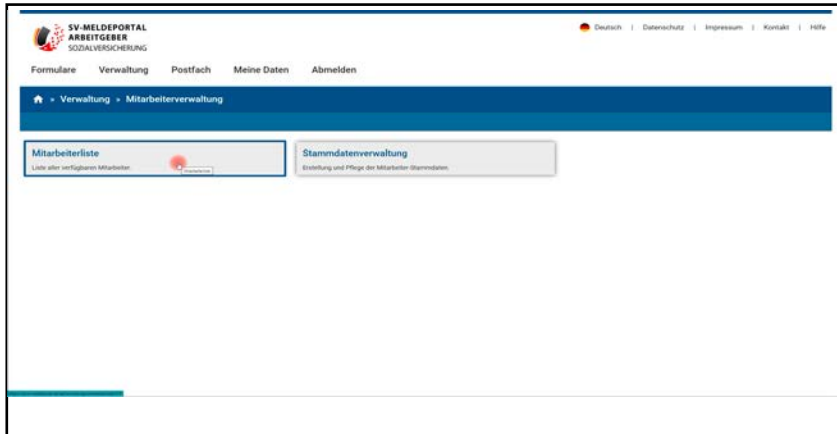 SV-MELDEPORTAL
ARBEITGEBER
SOZIALVERSICHERUNG
Deutsch | Datenschutz | Impressum | Kontakt | Hilfe
Formulare Verwaltung Postfach Meine Daten Abmelden
» Verwaltung » Mitarbeiterverwaltung
Mitarbeiterliste
Liste aller verfügbaren Mitarbeiter.
Stammdatenverwaltung
Erstellung und Pflege der Mitarbeiter-Stammdaten.